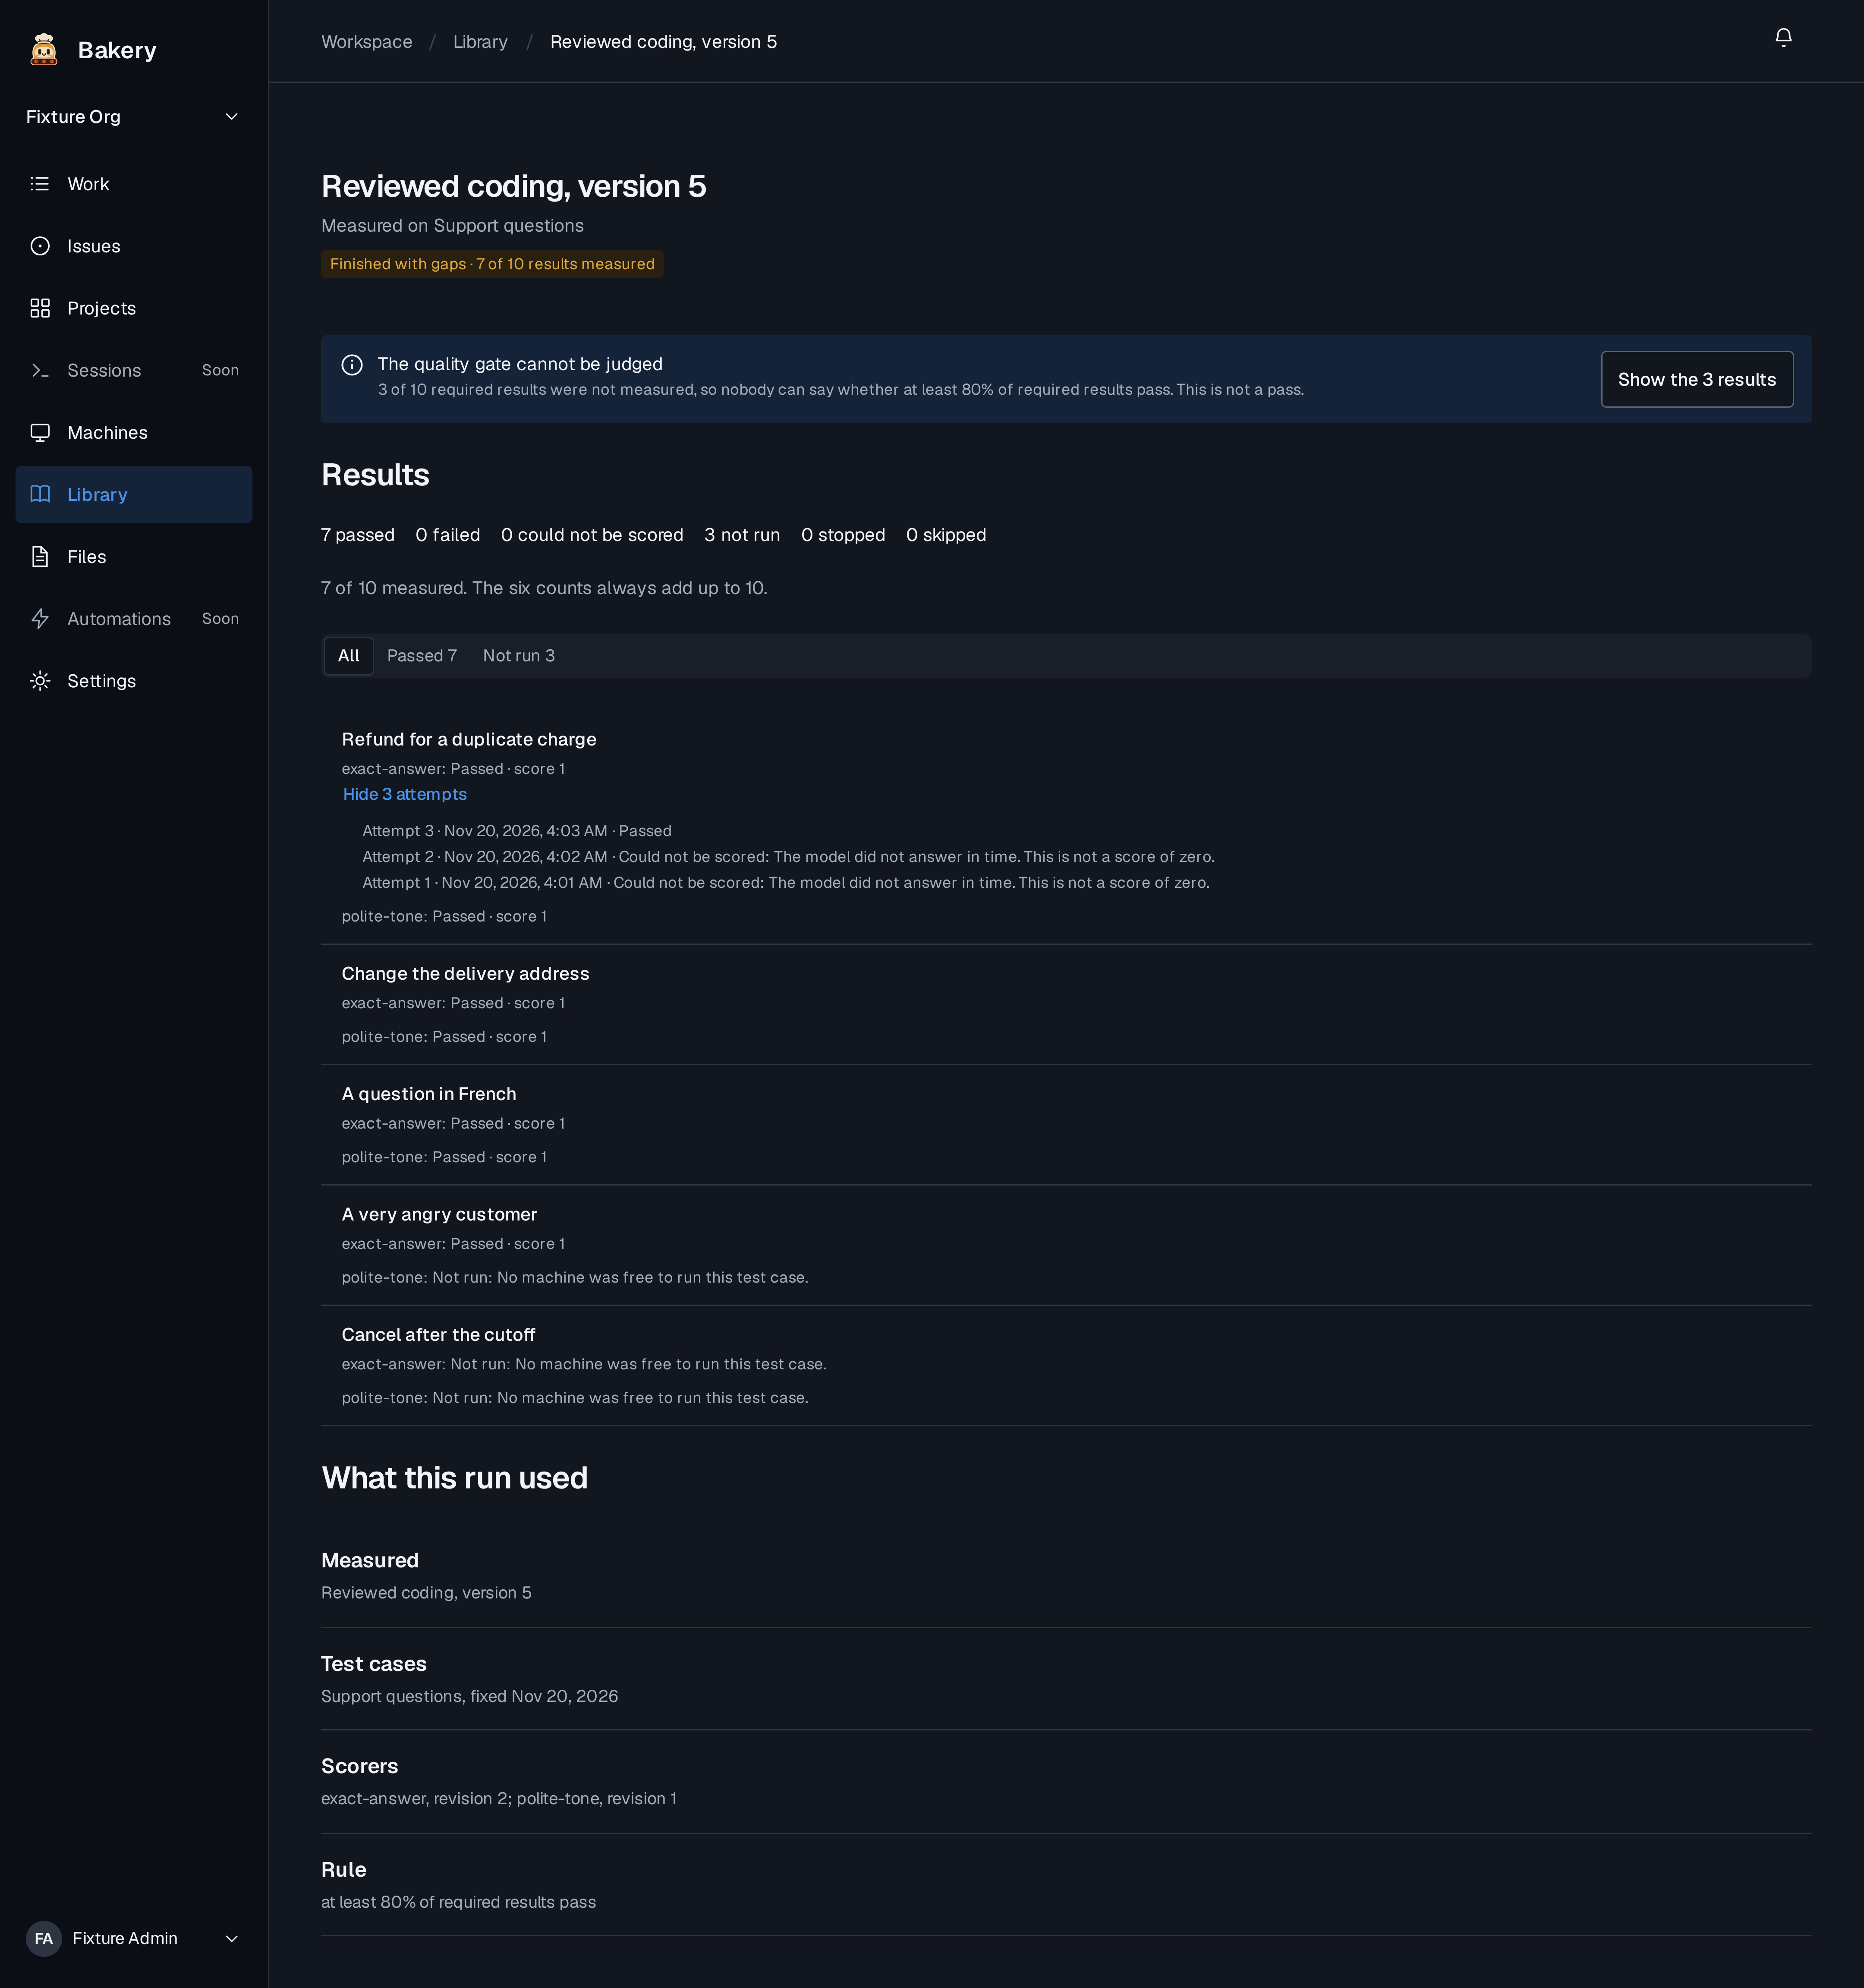 Bakery
Fixture Org
Work
Issues
Projects
Sessions Soon
Machines
Library
Files
Automations Soon
Settings
FA Fixture Admin
Workspace / Library / Reviewed coding, version 5
Reviewed coding, version 5
Measured on Support questions
Finished with gaps · 7 of 10 results measured
The quality gate cannot be judged
3 of 10 required results were not measured, so nobody can say whether at least 80% of required results pass. This is not a pass.
Show the 3 results
Results
7 passed 0 failed 0 could not be scored 3 not run 0 stopped 0 skipped
7 of 10 measured. The six counts always add up to 10.
All Passed 7 Not run 3
Refund for a duplicate charge
exact-answer: Passed · score 1
Hide 3 attempts
Attempt 3 · Nov 20, 2026, 4:03 AM · Passed
Attempt 2 · Nov 20, 2026, 4:02 AM · Could not be scored: The model did not answer in time. This is not a score of zero.
Attempt 1 · Nov 20, 2026, 4:01 AM · Could not be scored: The model did not answer in time. This is not a score of zero.
polite-tone: Passed · score 1
Change the delivery address
exact-answer: Passed · score 1
polite-tone: Passed · score 1
A question in French
exact-answer: Passed · score 1
polite-tone: Passed · score 1
A very angry customer
exact-answer: Passed · score 1
polite-tone: Not run: No machine was free to run this test case.
Cancel after the cutoff
exact-answer: Not run: No machine was free to run this test case.
polite-tone: Not run: No machine was free to run this test case.
What this run used
Measured
Reviewed coding, version 5
Test cases
Support questions, fixed Nov 20, 2026
Scorers
exact-answer, revision 2; polite-tone, revision 1
Rule
at least 80% of required results pass